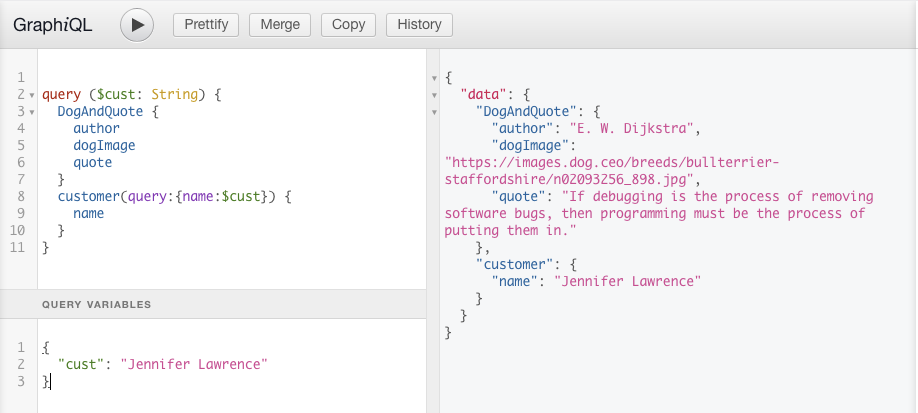 GraphiQL
Prettify
Merge
Copy
History
1
2 query ($cust: String) {
3 DogAndQuote {
4 author
5 dogImage
6 quote
7 }
8 customer(query:{name:$cust}) {
9 name
10 }
11 }
QUERY VARIABLES
1 {
2 "cust": "Jennifer Lawrence"
3 }
{
"data": {
"DogAndQuote": {
"author": "E. W. Dijkstra",
"dogImage":
"https://images.dog.ceo/breeds/bullterrier-
staffordshire/n02093256_898.jpg",
"quote": "If debugging is the process of removing
software bugs, then programming must be the process of
putting them in."
},
"customer": {
"name": "Jennifer Lawrence"
}
}
}